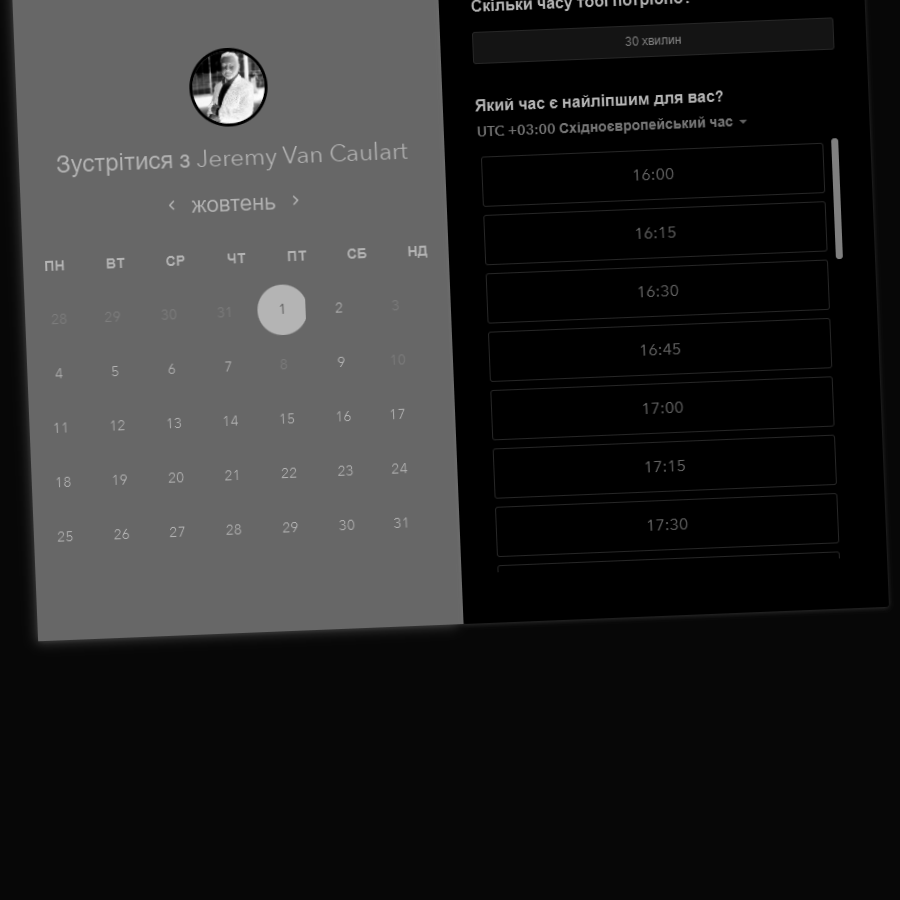 Зустрітися з Jeremy Van Caulart
‹ жовтень ›
ПН ВТ СР ЧТ ПТ СБ НД
28 29 30 31 1 2 3
4 5 6 7 8 9 10
11 12 13 14 15 16 17
18 19 20 21 22 23 24
25 26 27 28 29 30 31
Скільки часу тобі потрібно?
30 хвилин
Який час є найліпшим для вас?
UTC +03:00 Східноєвропейський час
16:00
16:15
16:30
16:45
17:00
17:15
17:30